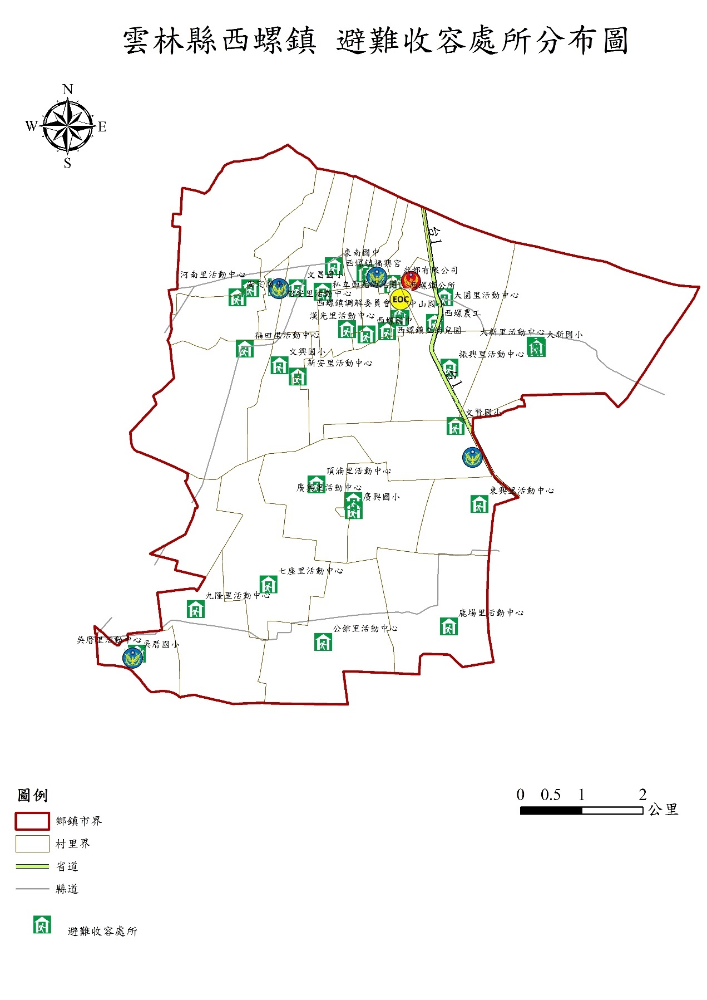 雲林縣西螺鎮 避難收容處所分布圖
N
W
E
S
台1
東南國中
西螺鎮福興宮
河南里活動中心
文昌國小
米都有限公司
安定國小
私立西光幼兒園
西螺鎮公所
大園里活動中心
西螺鎮調解委員會
EOC
中山國小
漢光里活動中心
西螺國中
西螺農工
福田里活動中心
西螺鎮立幼兒園
大新里活動中心
大新國小
文興國小
振興里活動中心
新安里活動中心
台1
文賢國小
頂湳里活動中心
廣興里活動中心
廣興國小
東興里活動中心
七座里活動中心
九隆里活動中心
鹿場里活動中心
公館里活動中心
吳厝里活動中心
吳厝國小
圖例
鄉鎮市界
村里界
省道
縣道
避難收容處所
0 0.5 1 2
公里